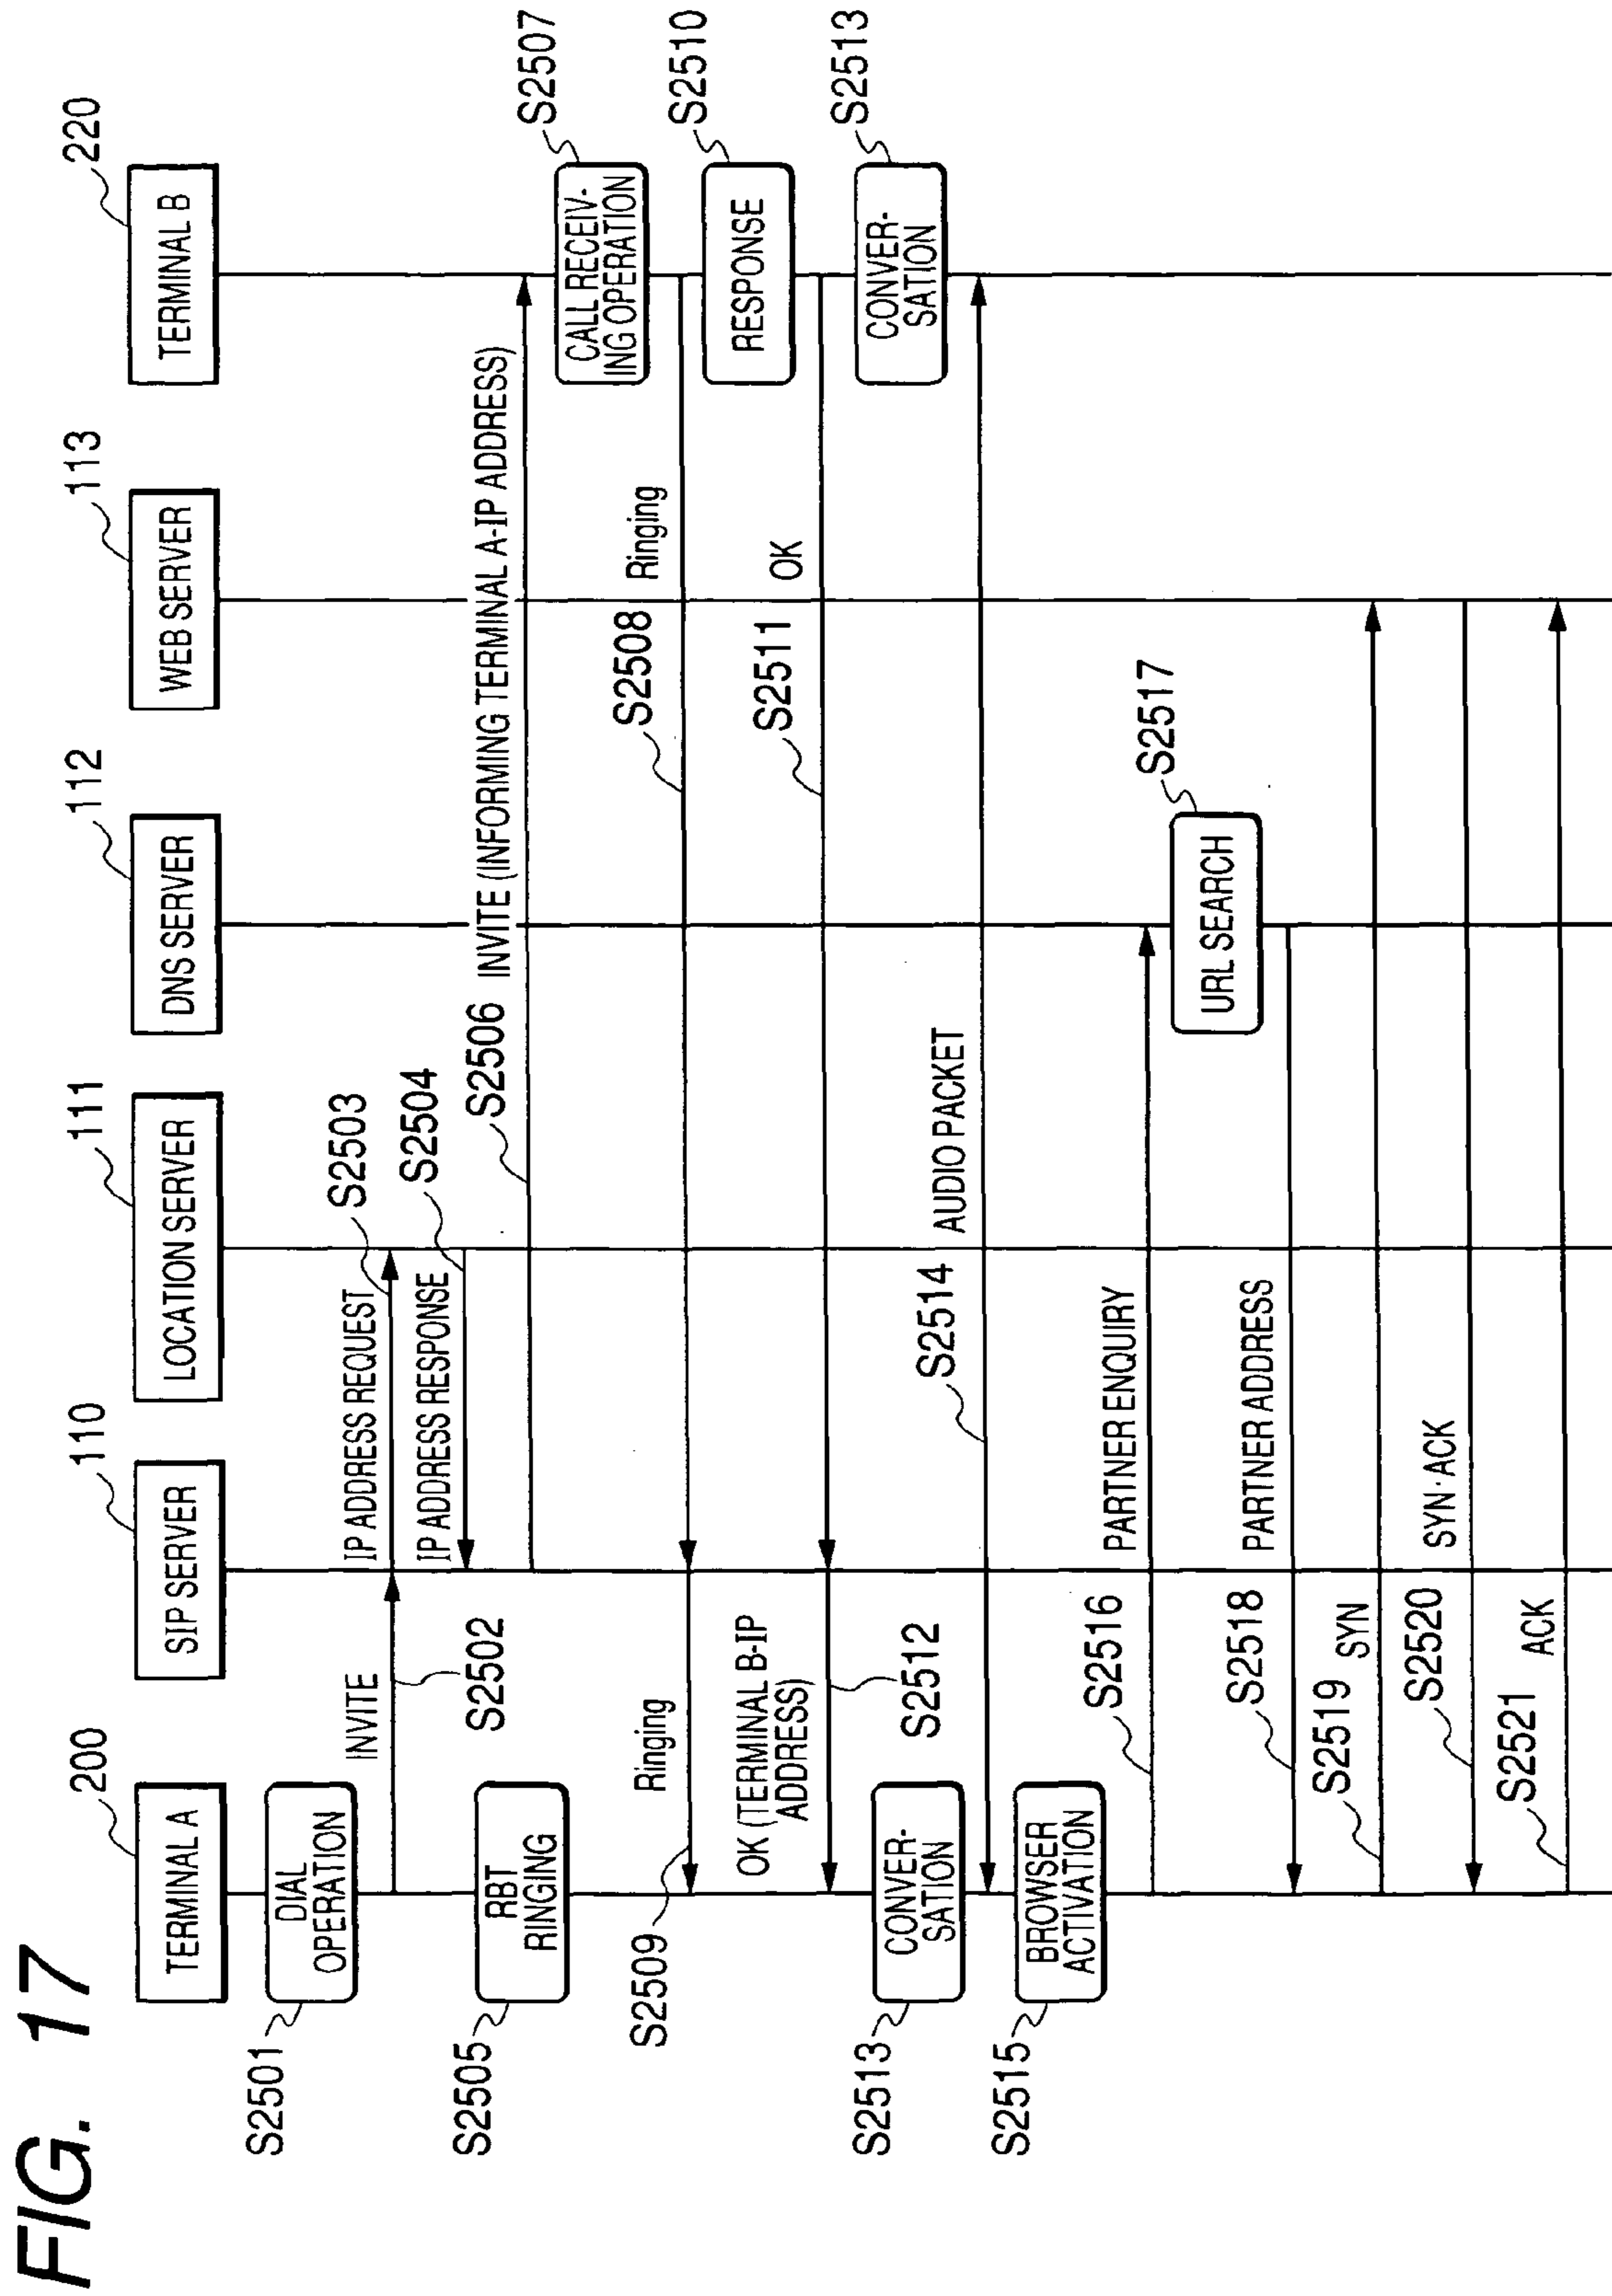 FIG. 17
TERMINAL A
200
SIP SERVER
110
LOCATION SERVER
111
DNS SERVER
112
WEB SERVER
113
TERMINAL B
220
S2501
DIAL
OPERATION
INVITE
S2502
IP ADDRESS REQUEST
S2503
IP ADDRESS RESPONSE
S2504
S2505
RBT
RINGING
S2506
INVITE (INFORMING TERMINAL A-IP ADDRESS)
CALL RECEIV-
ING OPERATION
S2507
S2509
Ringing
S2508
Ringing
RESPONSE
S2510
OK (TERMINAL B-IP
ADDRESS)
S2512
S2511
OK
S2513
CONVER-
SATION
CONVER-
SATION
S2513
S2514
AUDIO PACKET
S2515
BROWSER
ACTIVATION
S2516
PARTNER ENQUIRY
URL SEARCH
S2517
S2518
PARTNER ADDRESS
S2519
SYN
S2520
SYN·ACK
S2521
ACK